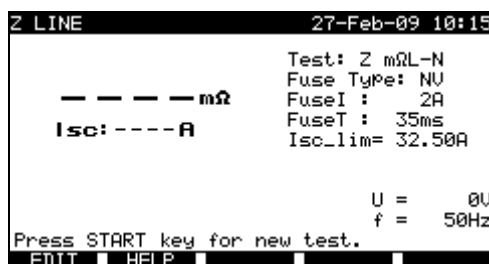 Z LINE 27-Feb-09 10:15
Test: Z mΩL-N
Fuse Type: NV
---- mΩ
FuseI : 2A
FuseT : 35ms
Isc:----A
Isc_lim= 32.50A
U = 0V
f = 50Hz
Press START key for new test.
EDIT HELP